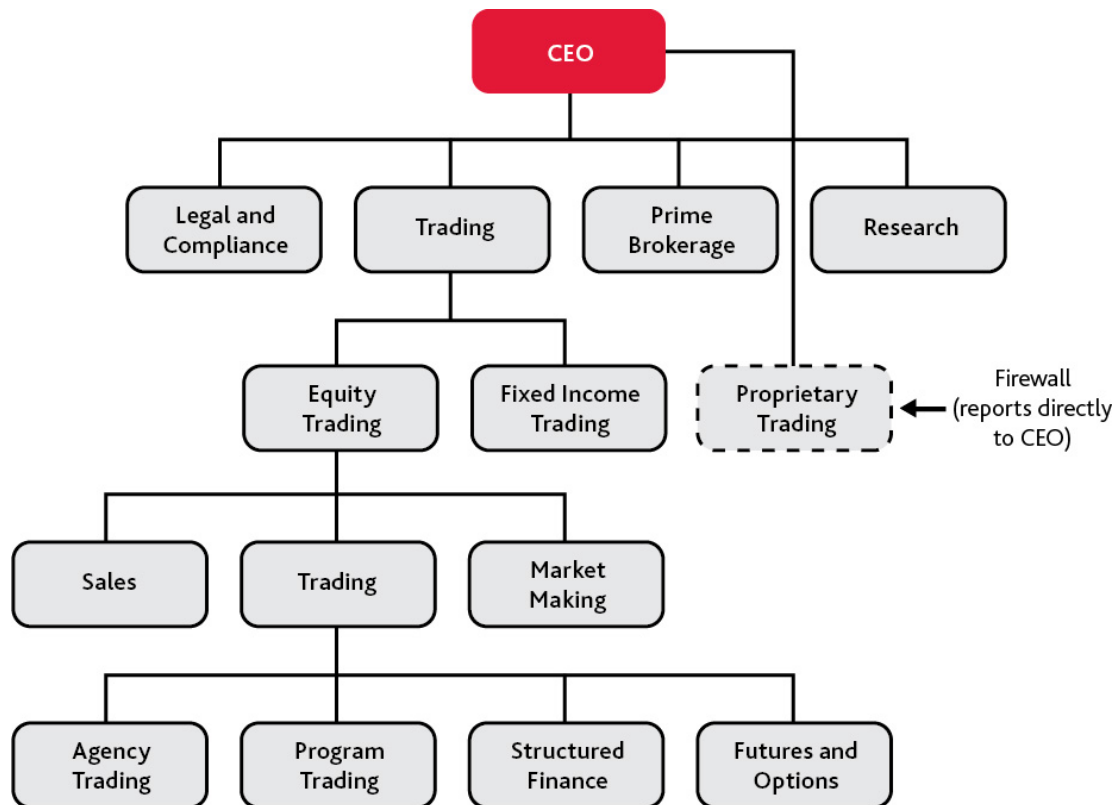 CEO
Legal and
Compliance
Trading
Prime
Brokerage
Research
Equity
Trading
Fixed Income
Trading
Proprietary
Trading
Firewall
(reports directly
to CEO)
Sales
Trading
Market
Making
Agency
Trading
Program
Trading
Structured
Finance
Futures and
Options